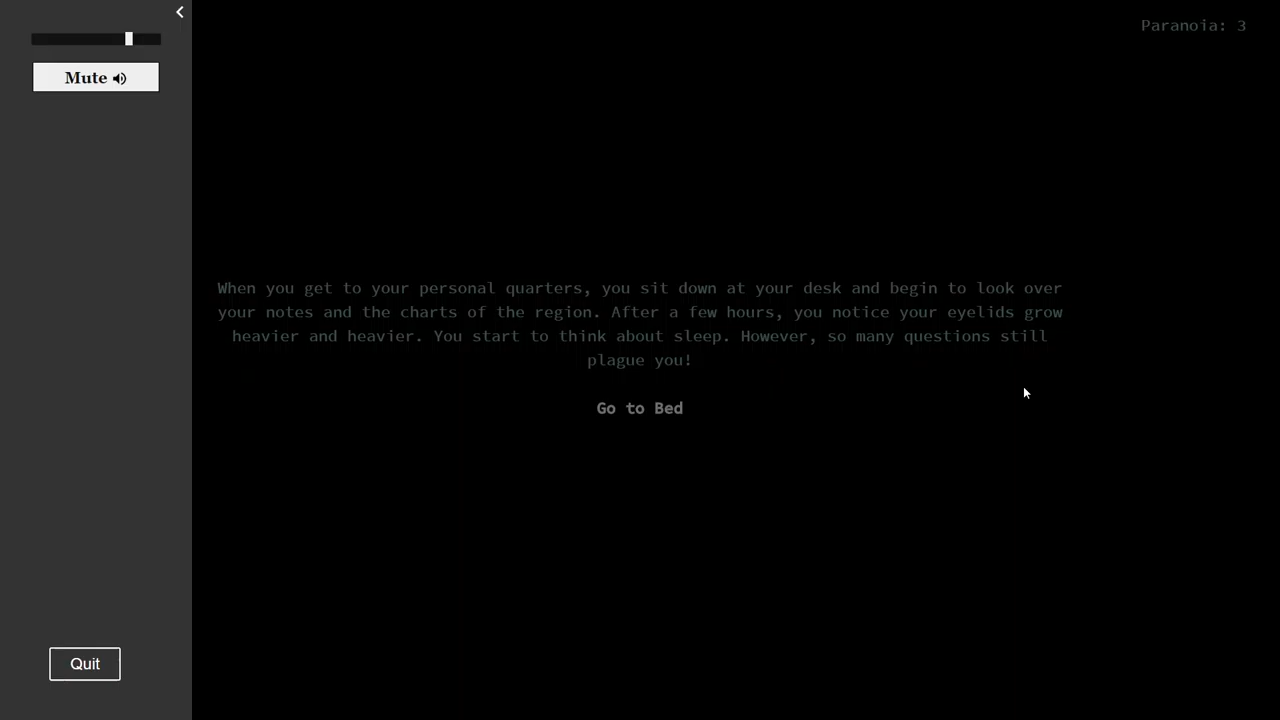 Paranoia: 3
Mute
When you get to your personal quarters, you sit down at your desk and begin to look over
your notes and the charts of the region. After a few hours, you notice your eyelids grow
heavier and heavier. You start to think about sleep. However, so many questions still
plague you!
Go to Bed
Quit